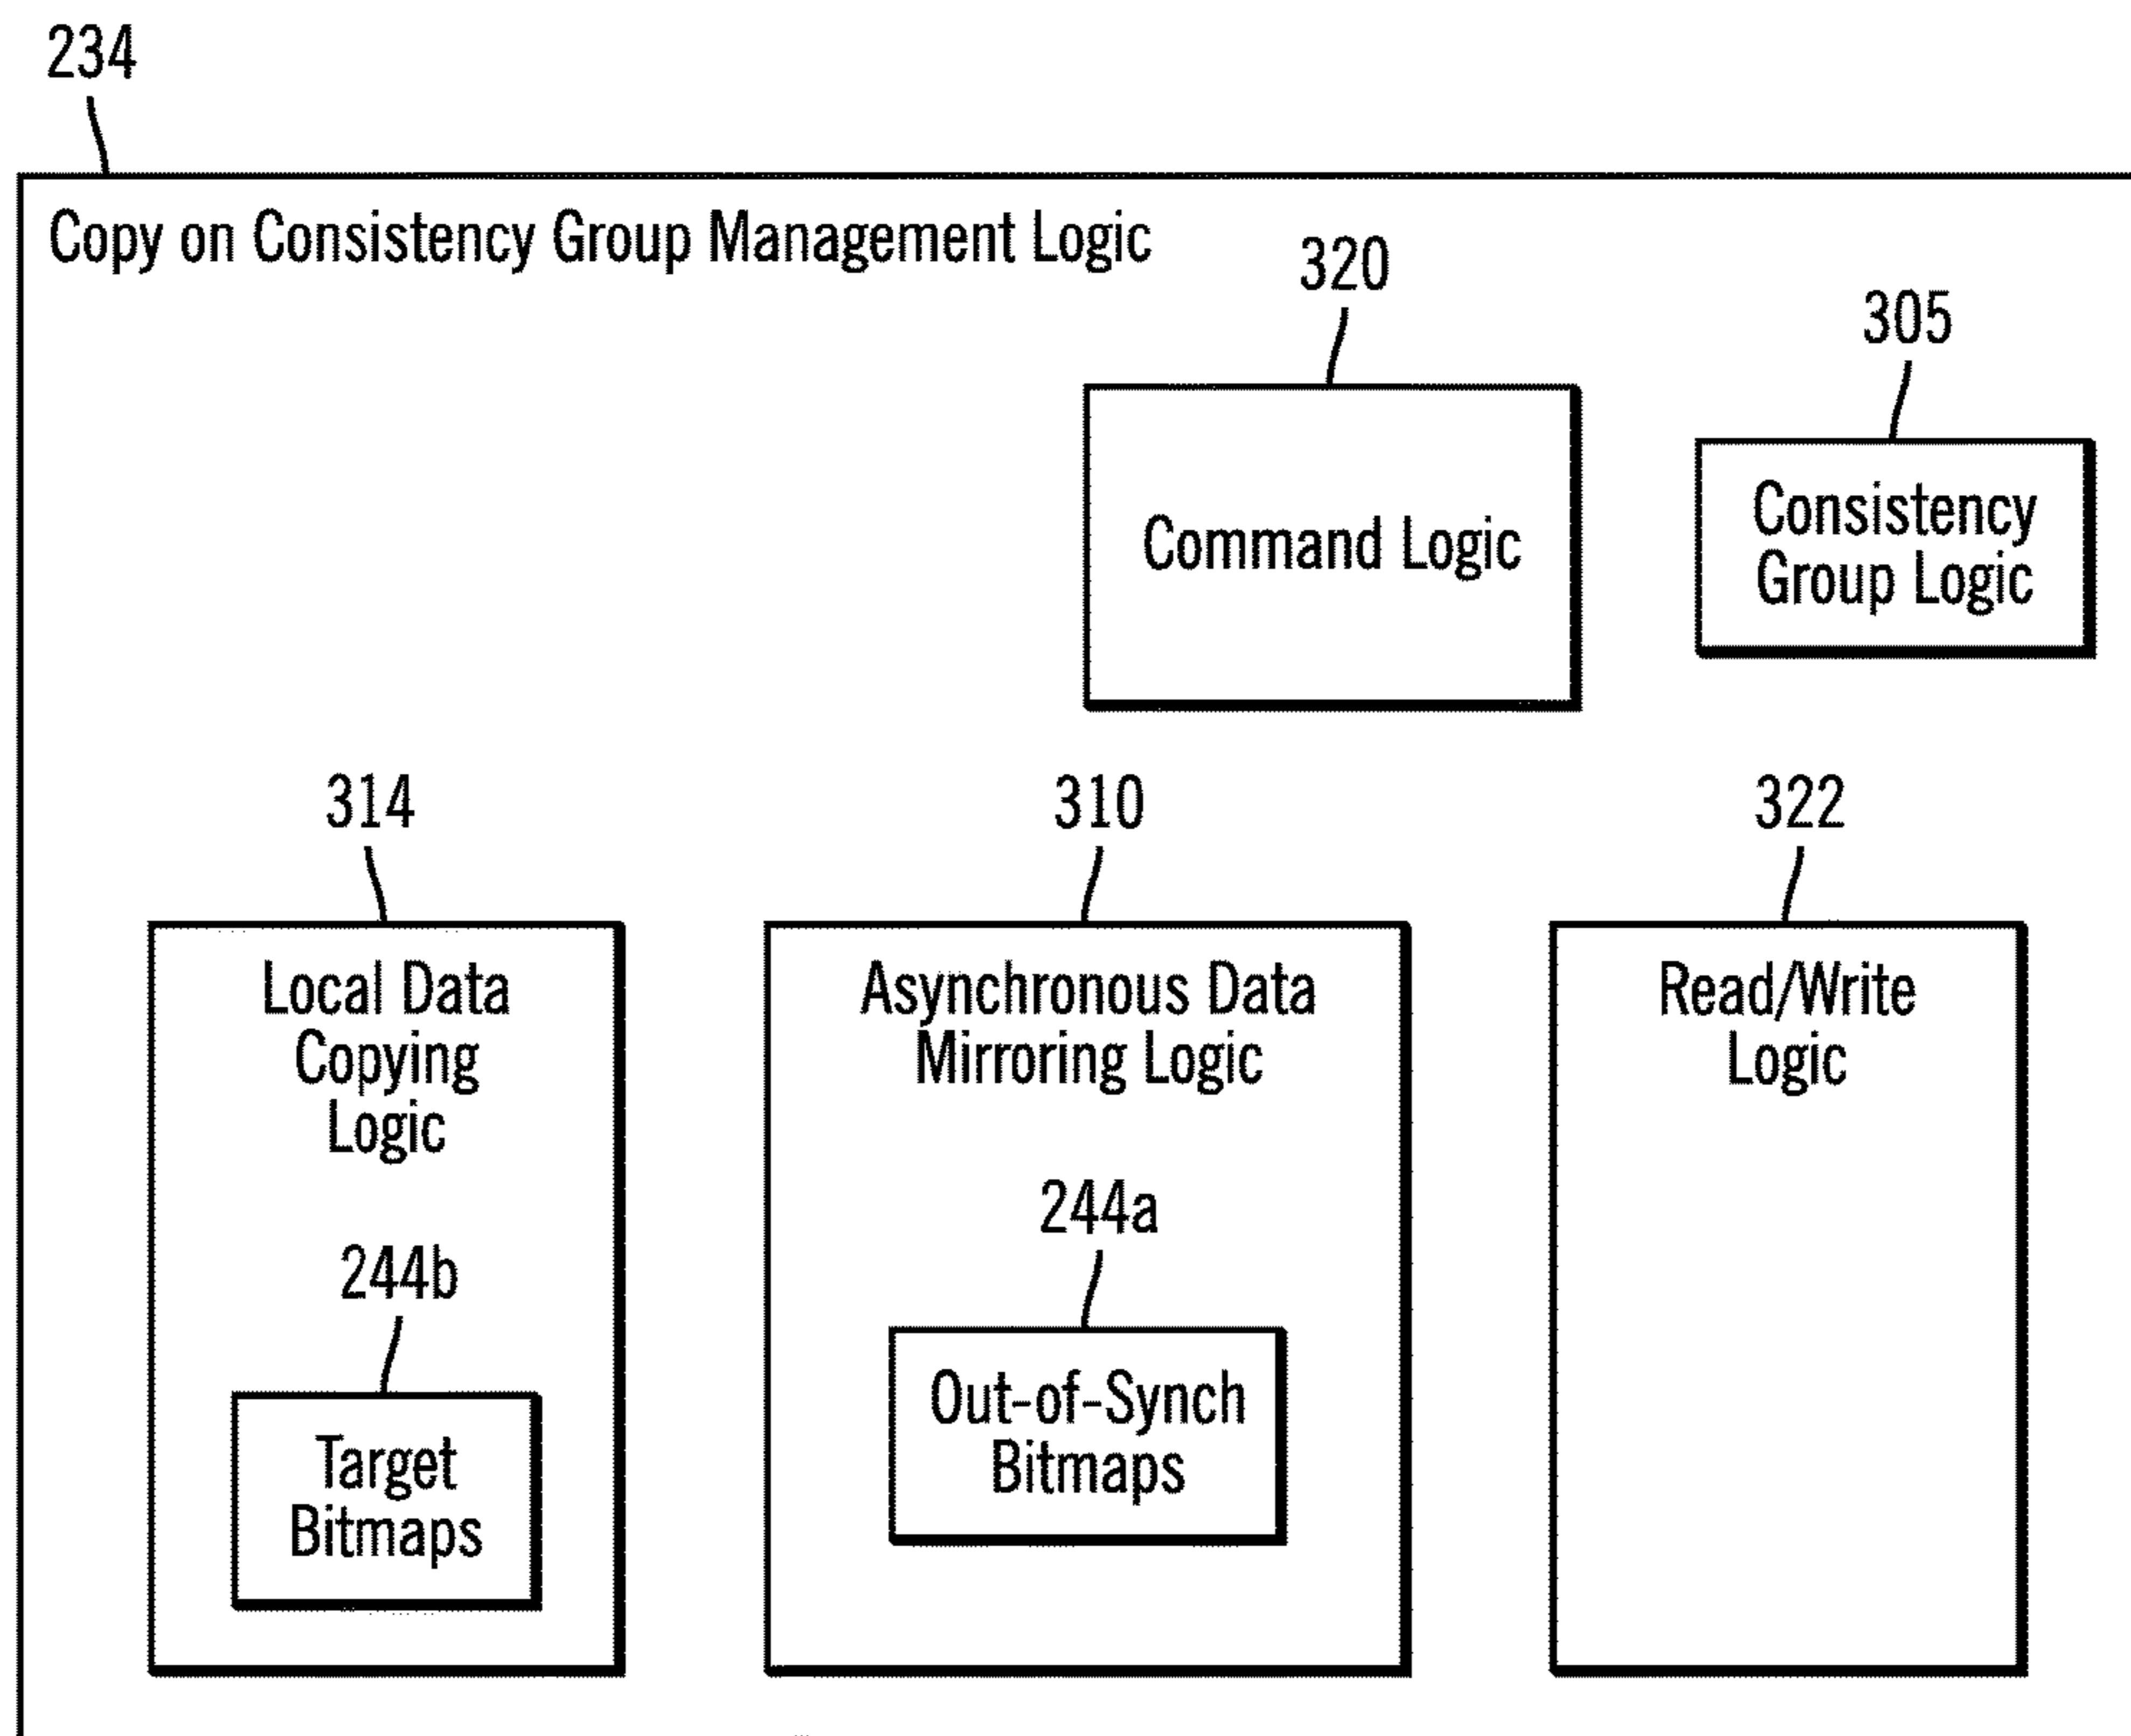 234
Copy on Consistency Group Management Logic
320
305
Command Logic
Consistency
Group Logic
314
310
322
Local Data
Copying
Logic
Asynchronous Data
Mirroring Logic
Read/Write
Logic
244b
244a
Target
Bitmaps
Out-of-Synch
Bitmaps